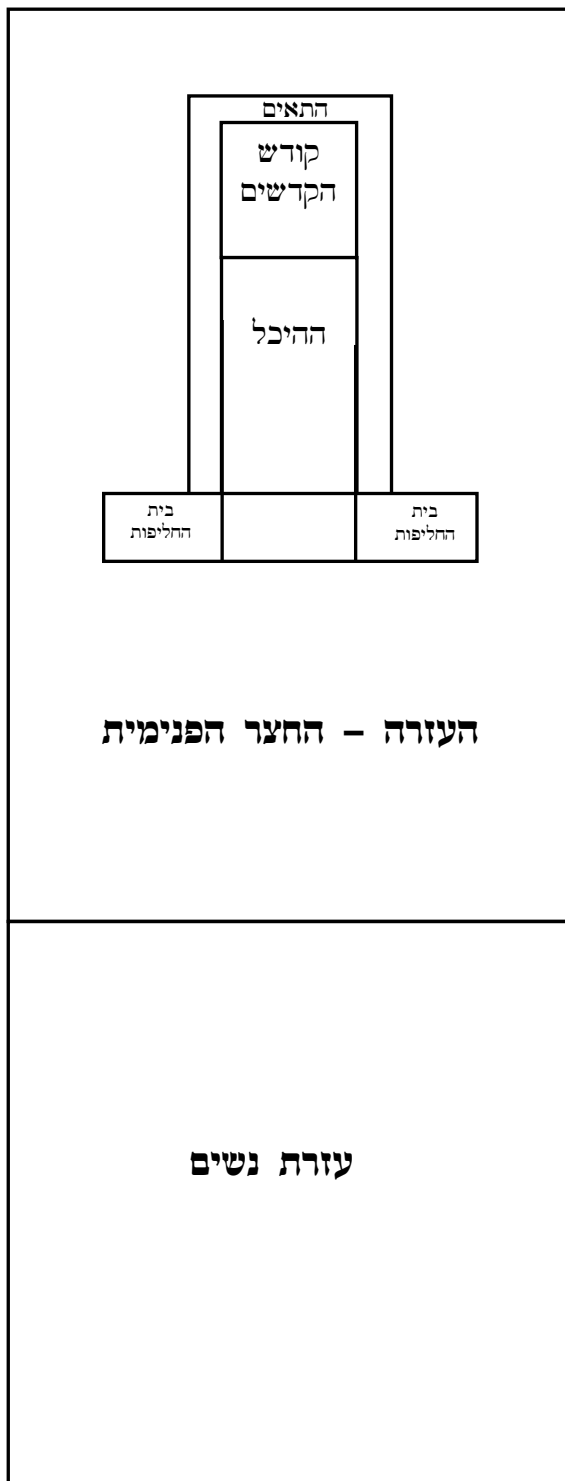 התאים
קודש
הקדשים
ההיכל
בית
החליפות
בית
החליפות
העזרה – החצר הפנימית
עזרת נשים